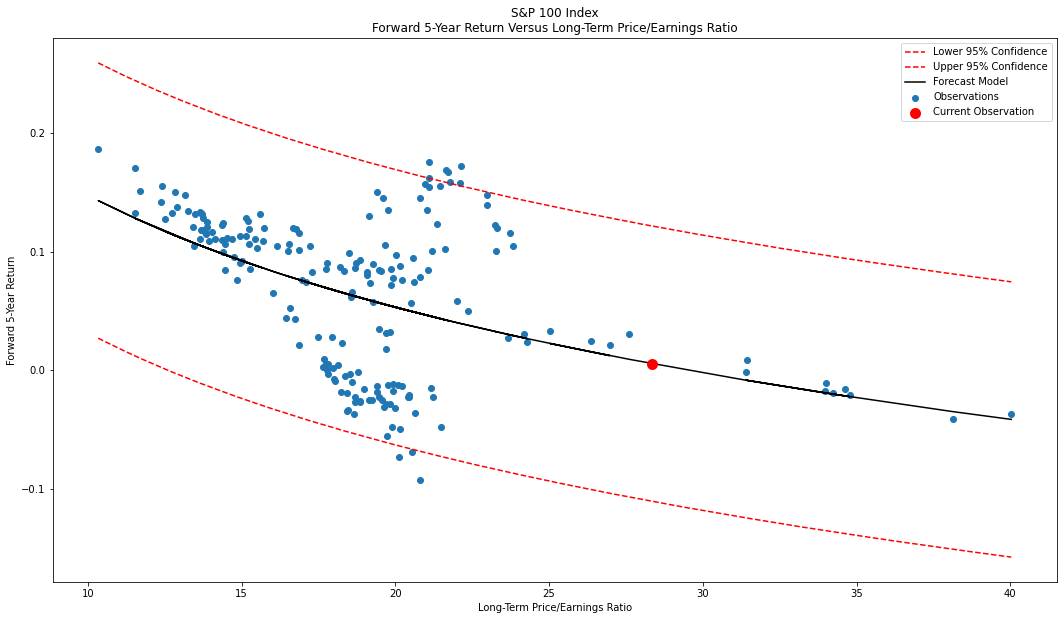 S&P 100 Index
Forward 5-Year Return Versus Long-Term Price/Earnings Ratio
Lower 95% Confidence
Upper 95% Confidence
Forecast Model
Observations
Current Observation
Forward 5-Year Return
0.2
0.1
0.0
−0.1
10
15
20
25
30
35
40
Long-Term Price/Earnings Ratio